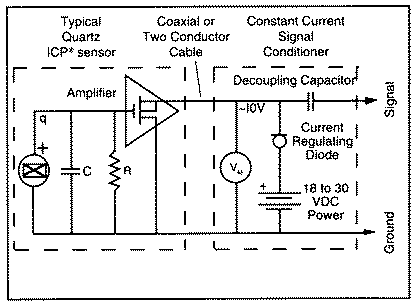 Typical
Quartz
ICP* sensor
Coaxial or
Two Conductor
Cable
Constant Current
Signal
Conditioner
Decoupling Capacitor
Amplifier
q
+
C
R
~10V
Current
Regulating
Diode
+
18 to 30
VDC
Power
Signal
Ground